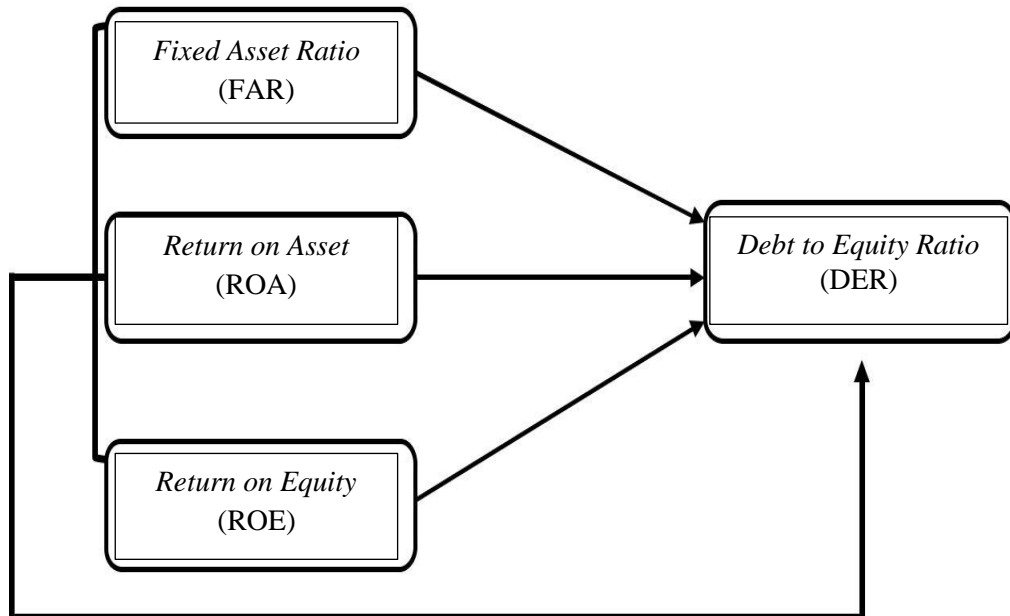 Fixed Asset Ratio
(FAR)
Return on Asset
(ROA)
Debt to Equity Ratio
(DER)
Return on Equity
(ROE)